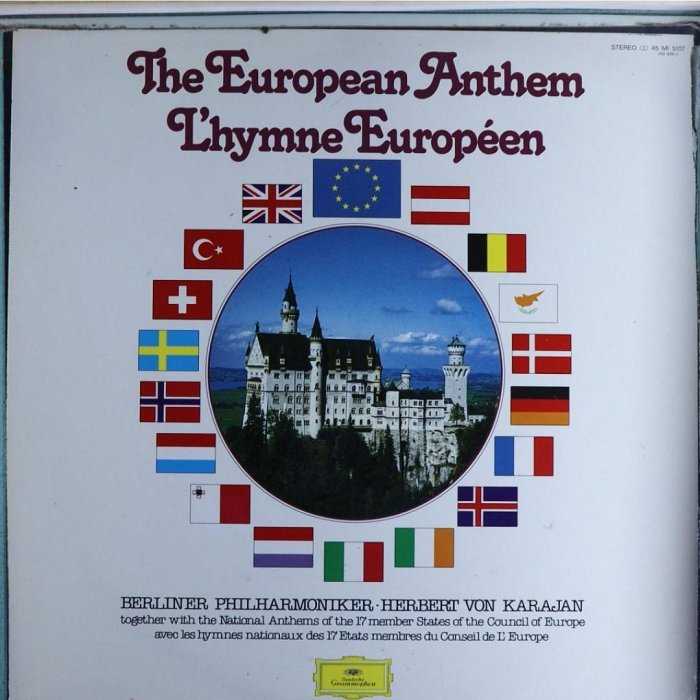 STEREO CD 45 MI 5107
The European Anthem
L'hymne Européen
BERLINER PHILHARMONIKER · HERBERT VON KARAJAN
together with the National Anthems of the 17 member States of the Council of Europe
avec les hymnes nationaux des 17 Etats membres du Conseil de L' Europe
Deutsche
Grammophon